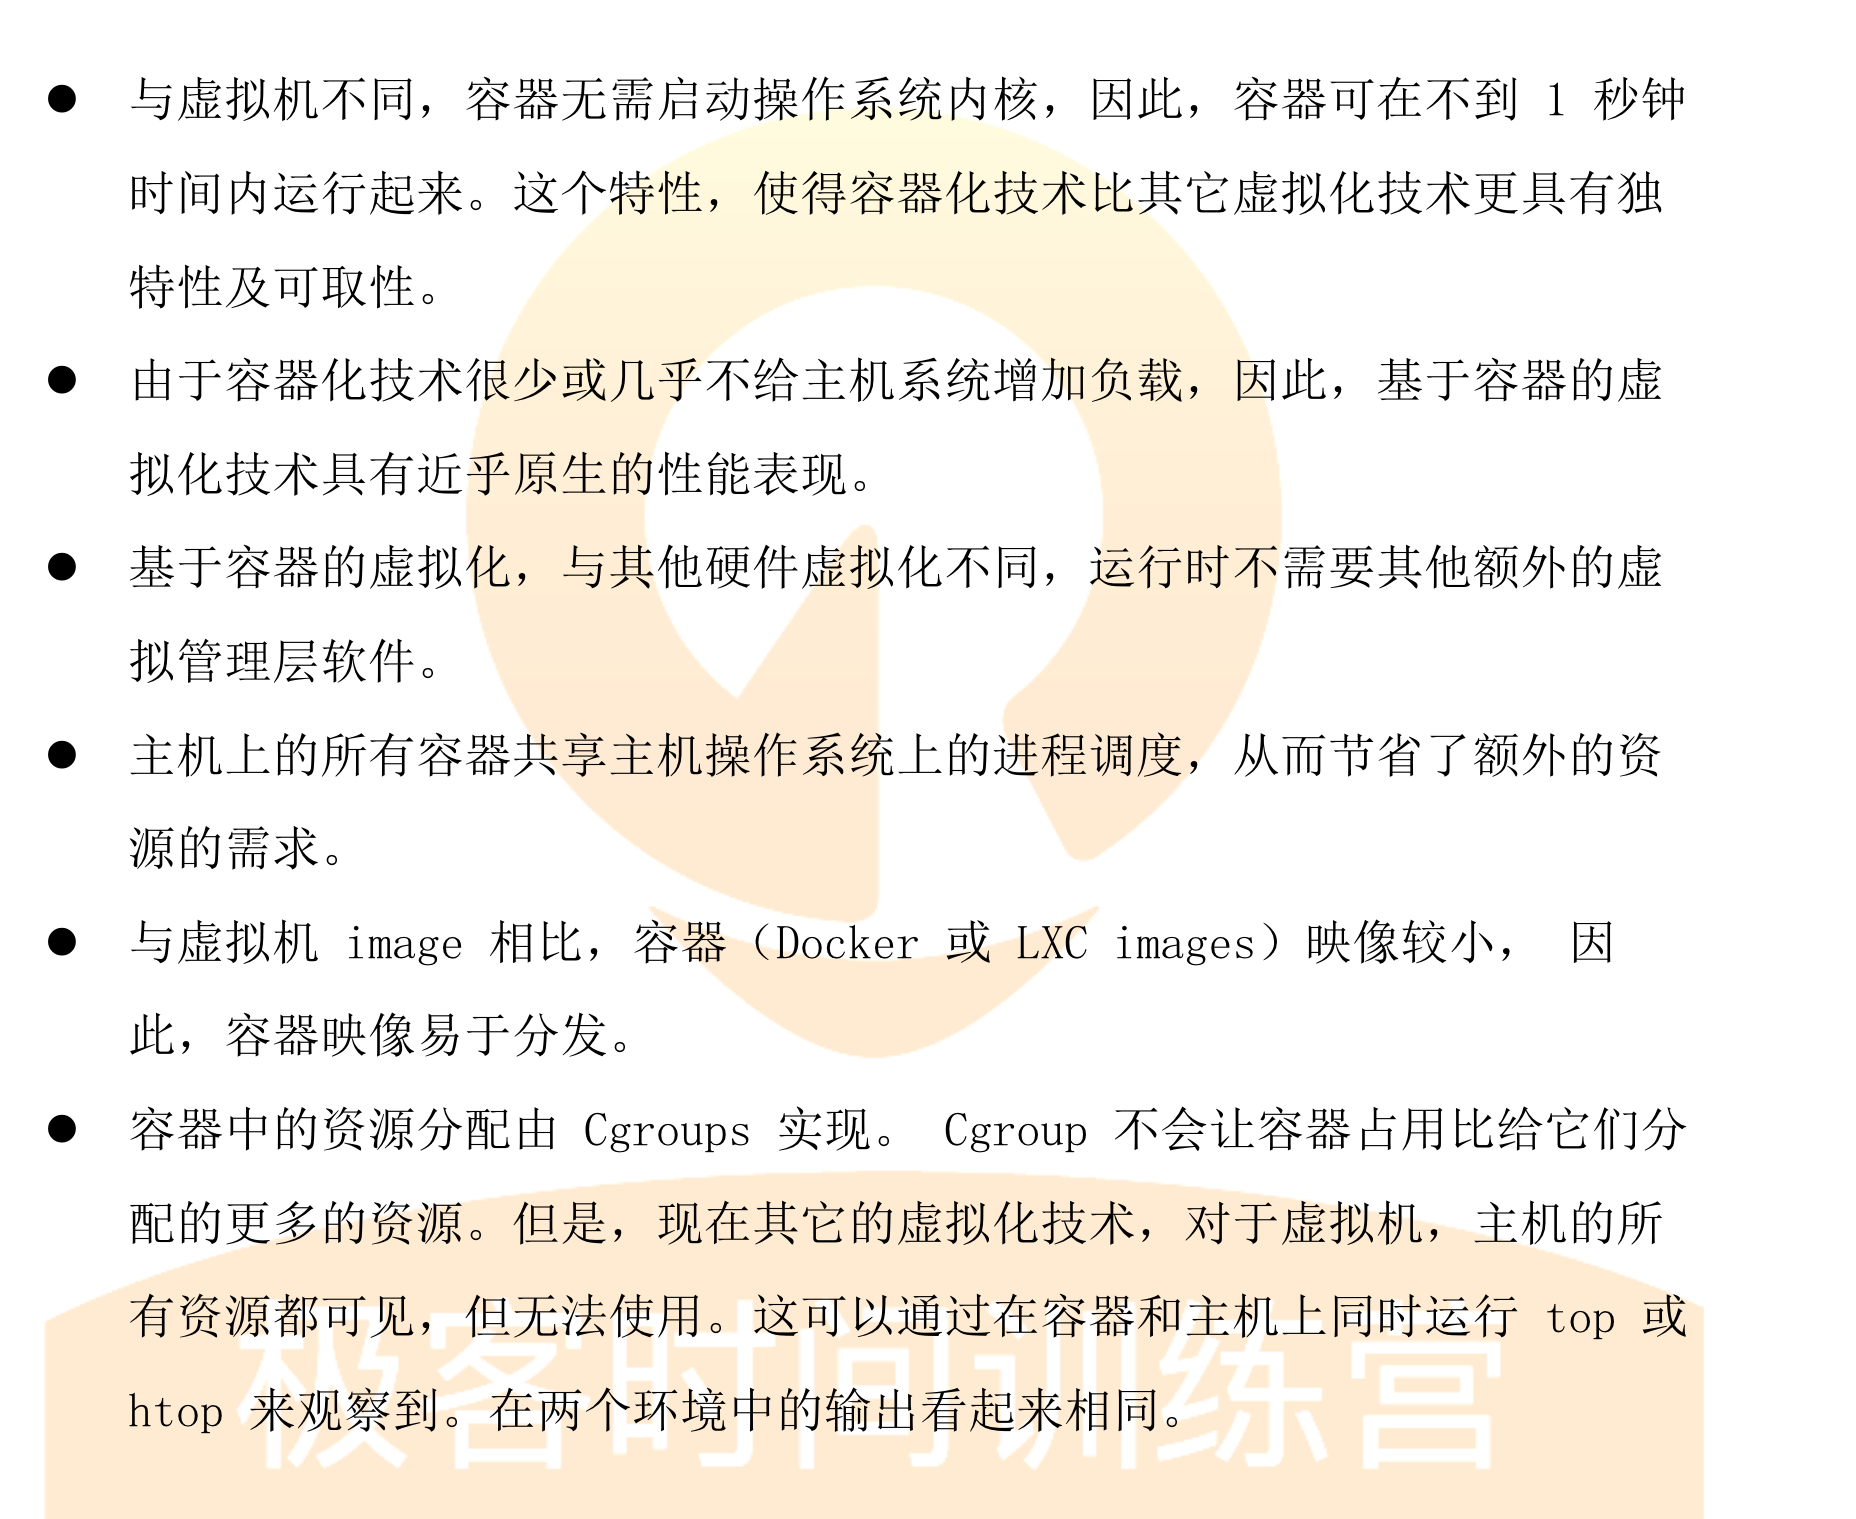 ● 与虚拟机不同，容器无需启动操作系统内核，因此，容器可在不到 1 秒钟
时间内运行起来。这个特性，使得容器化技术比其它虚拟化技术更具有独
特性及可取性。
● 由于容器化技术很少或几乎不给主机系统增加负载，因此，基于容器的虚
拟化技术具有近乎原生的性能表现。
● 基于容器的虚拟化，与其他硬件虚拟化不同，运行时不需要其他额外的虚
拟管理层软件。
● 主机上的所有容器共享主机操作系统上的进程调度，从而节省了额外的资
源的需求。
● 与虚拟机 image 相比，容器（Docker 或 LXC images）映像较小， 因
此，容器映像易于分发。
● 容器中的资源分配由 Cgroups 实现。 Cgroup 不会让容器占用比给它们分
配的更多的资源。但是，现在其它的虚拟化技术，对于虚拟机，主机的所
有资源都可见，但无法使用。这可以通过在容器和主机上同时运行 top 或
htop 来观察到。在两个环境中的输出看起来相同。
极客时间训练营